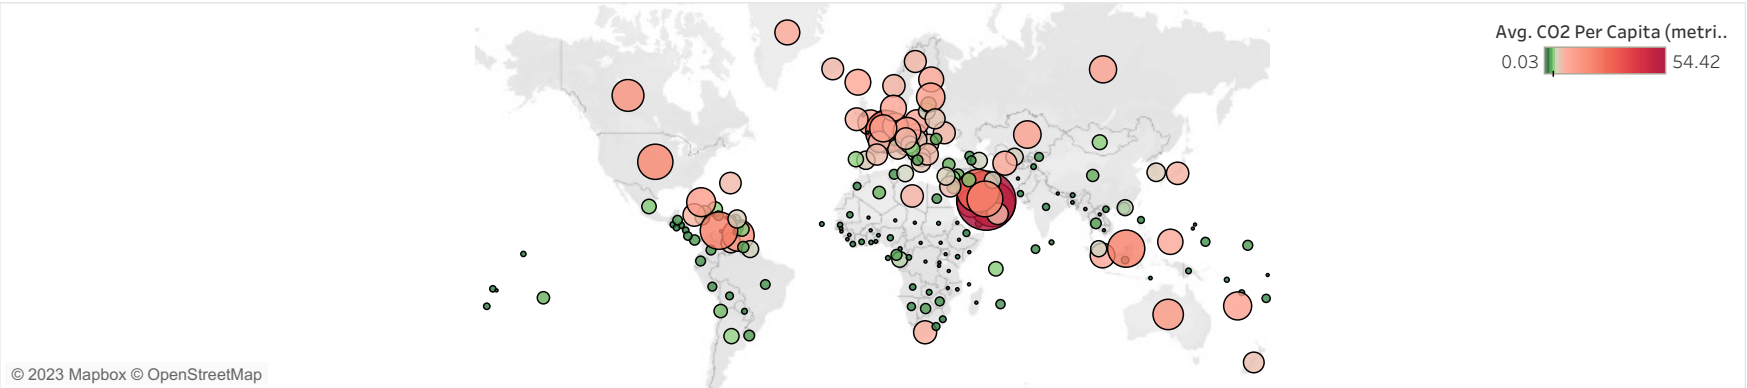 Avg. CO2 Per Capita (metri..
0.03 54.42
© 2023 Mapbox © OpenStreetMap